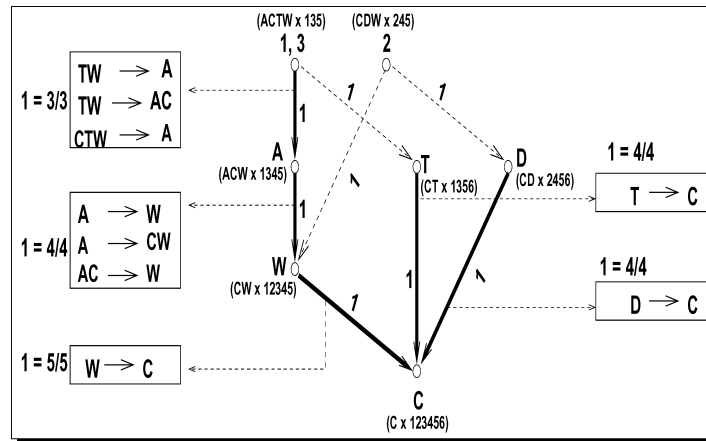 (ACTW x 135)
(CDW x 245)
1, 3
2
1 = 3/3
TW → A
TW → AC
CTW → A
1
1
1
1
A
(ACW x 1345)
T
(CT x 1356)
D
(CD x 2456)
1 = 4/4
T → C
1 = 4/4
A → W
A → CW
AC → W
1
W
(CW x 12345)
1
1
1
1 = 4/4
D → C
1 = 5/5
W → C
C
(C x 123456)